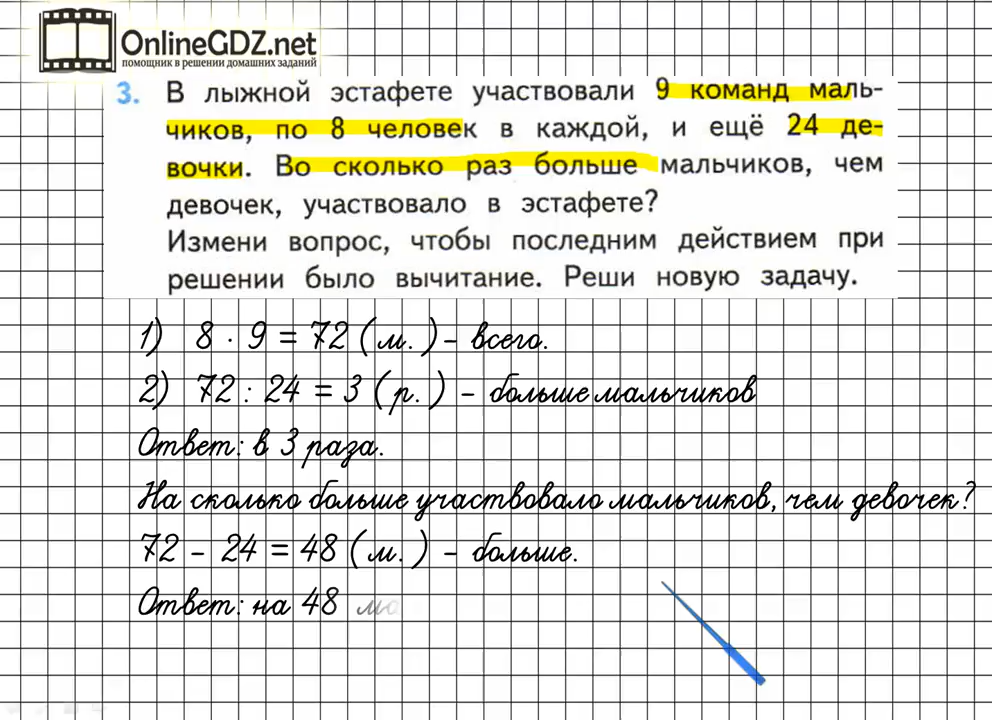 OnlineGDZ.net
помощник в решении домашних заданий
3. В лыжной эстафете участвовали 9 команд маль-
чиков, по 8 человек в каждой, и ещё 24 де-
вочки. Во сколько раз больше мальчиков, чем
девочек, участвовало в эстафете?
Измени вопрос, чтобы последним действием при
решении было вычитание. Реши новую задачу.
1) 8 · 9 = 72 (м. ) – всего.
2) 72 : 24 = 3 (р. ) – больше мальчиков
Ответ: в 3 раза.
На сколько больше участвовало мальчиков, чем девочек?
72 – 24 = 48 (м. ) – больше.
Ответ: на 48